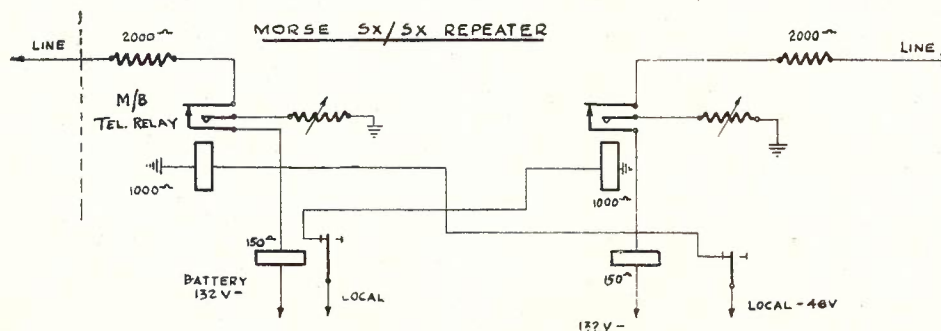 MORSE SX/SX REPEATER
LINE
2000 Ω
M/B
TEL. RELAY
1000 Ω
150 Ω
BATTERY
132 V-
LOCAL
2000 Ω
LINE
1000 Ω
150 Ω
132 V-
LOCAL - 48V